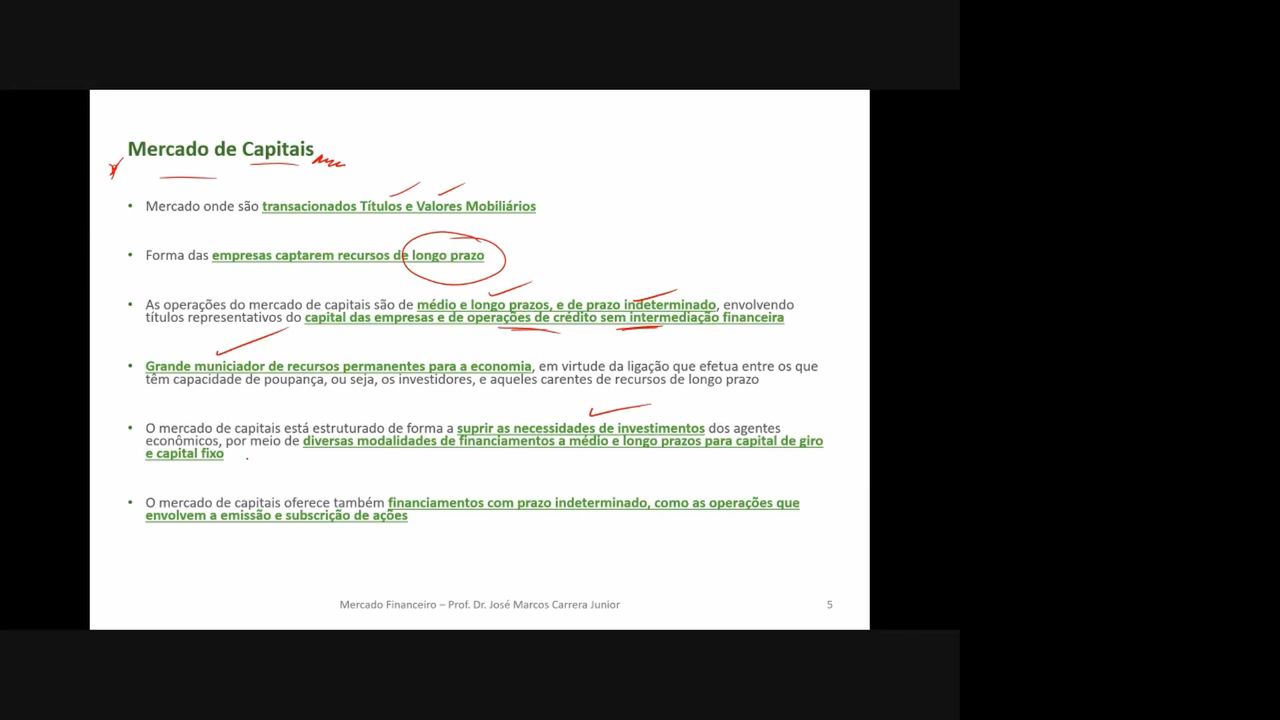 Mercado de Capitais
• Mercado onde são transacionados Títulos e Valores Mobiliários
• Forma das empresas captarem recursos de longo prazo
• As operações do mercado de capitais são de médio e longo prazos, e de prazo indeterminado, envolvendo
títulos representativos do capital das empresas e de operações de crédito sem intermediação financeira
• Grande municiador de recursos permanentes para a economia, em virtude da ligação que efetua entre os que
têm capacidade de poupança, ou seja, os investidores, e aqueles carentes de recursos de longo prazo
• O mercado de capitais está estruturado de forma a suprir as necessidades de investimentos dos agentes
econômicos, por meio de diversas modalidades de financiamentos a médio e longo prazos para capital de giro
e capital fixo
• O mercado de capitais oferece também financiamentos com prazo indeterminado, como as operações que
envolvem a emissão e subscrição de ações
Mercado Financeiro – Prof. Dr. José Marcos Carrera Junior 5